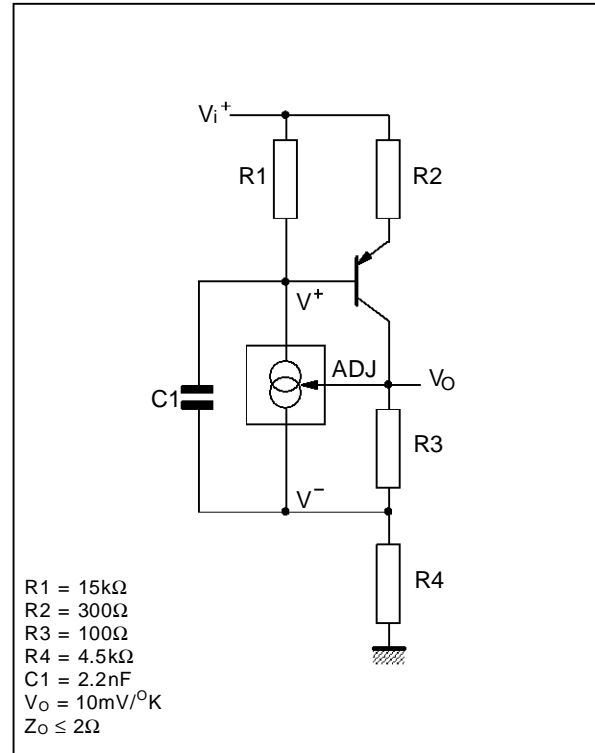 Vi+
R1
R2
V+
ADJ
VO
C1
R3
V−
R4
R1 = 15kΩ
R2 = 300Ω
R3 = 100Ω
R4 = 4.5kΩ
C1 = 2.2nF
VO = 10mV/OK
ZO ≤ 2Ω